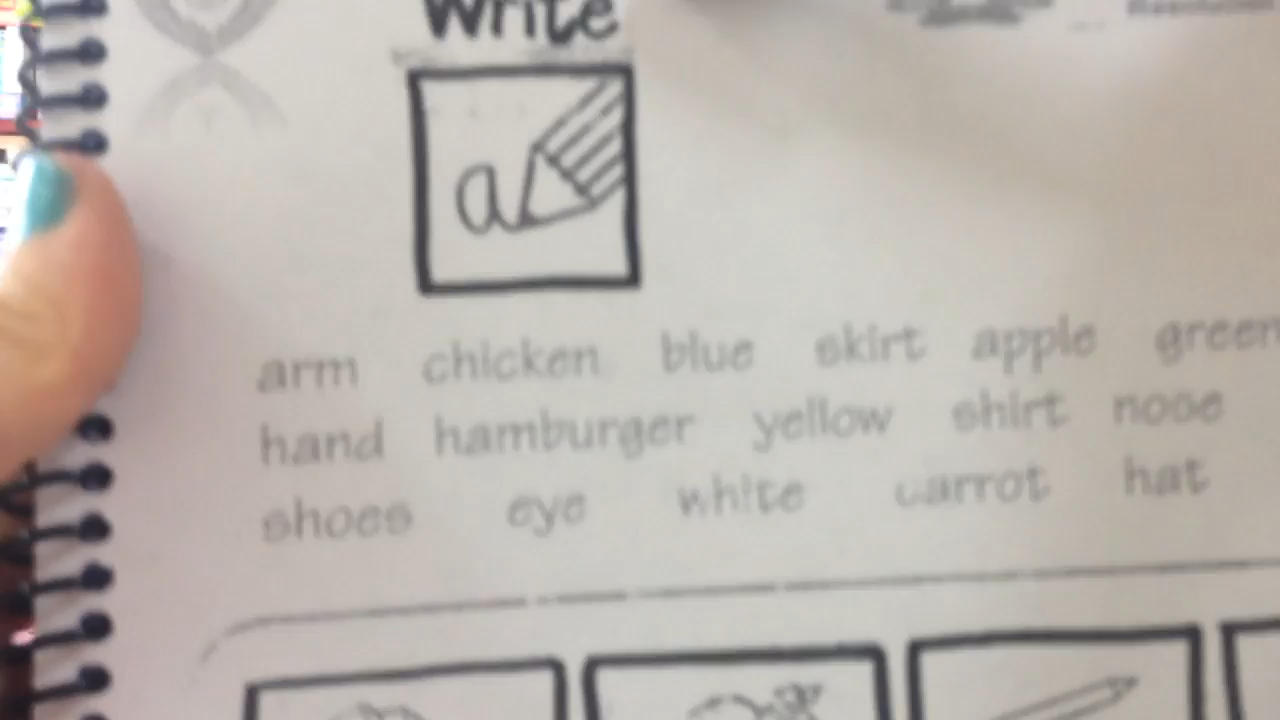 Write
a
arm chicken blue skirt apple green
hand hamburger yellow shirt nose
shoes eye white carrot hat